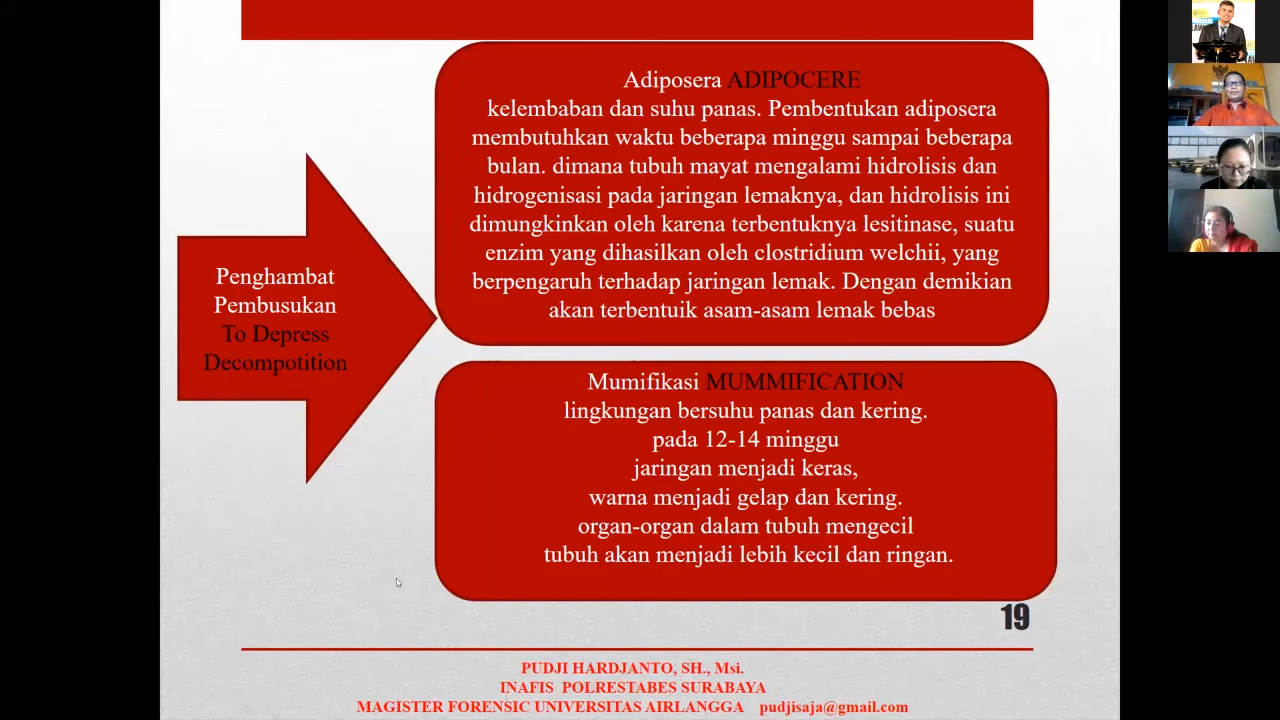 Penghambat
Pembusukan
To Depress
Decompotition
Adiposera ADIPOCERE
kelembaban dan suhu panas. Pembentukan adiposera
membutuhkan waktu beberapa minggu sampai beberapa
bulan. dimana tubuh mayat mengalami hidrolisis dan
hidrogenisasi pada jaringan lemaknya, dan hidrolisis ini
dimungkinkan oleh karena terbentuknya lesitinase, suatu
enzim yang dihasilkan oleh clostridium welchii, yang
berpengaruh terhadap jaringan lemak. Dengan demikian
akan terbentuik asam-asam lemak bebas
Mumifikasi MUMMIFICATION
lingkungan bersuhu panas dan kering.
pada 12-14 minggu
jaringan menjadi keras,
warna menjadi gelap dan kering.
organ-organ dalam tubuh mengecil
tubuh akan menjadi lebih kecil dan ringan.
19
PUDJI HARDJANTO, SH., Msi.
INAFIS POLRESTABES SURABAYA
MAGISTER FORENSIC UNIVERSITAS AIRLANGGA pudjisaja@gmail.com